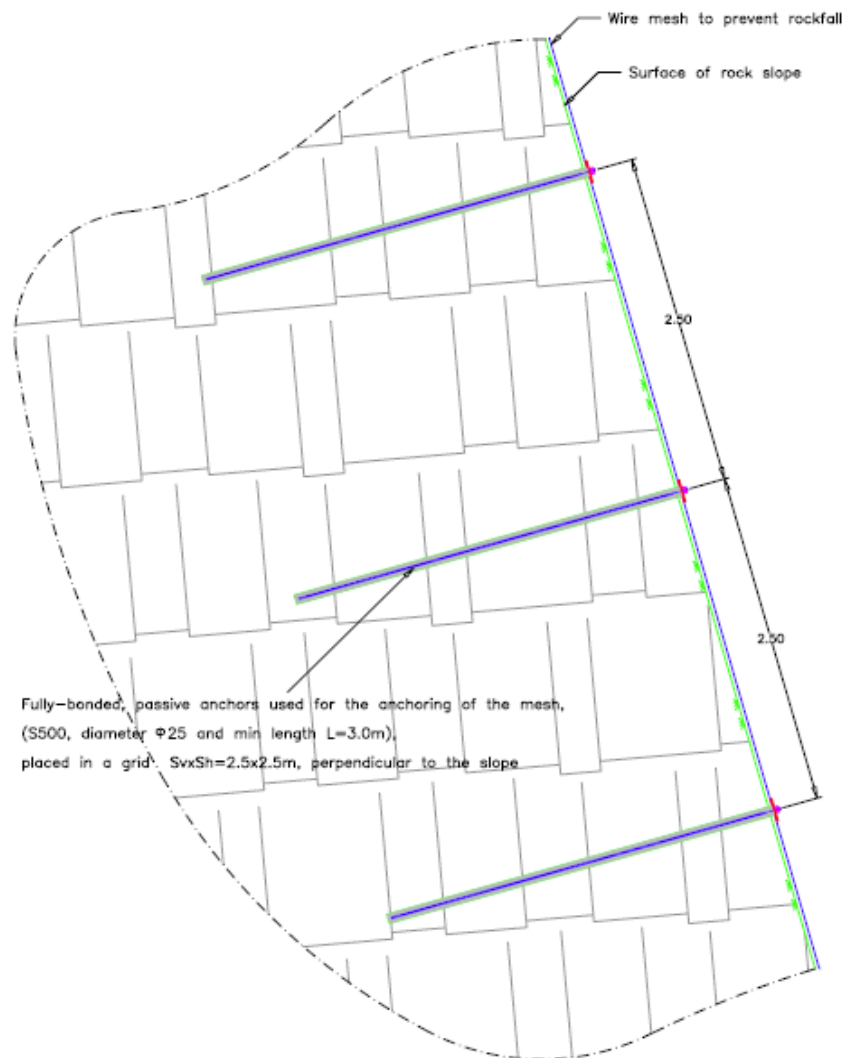 Wire mesh to prevent rockfall
Surface of rock slope
2.50
2.50
Fully-bonded, passive anchors used for the anchoring of the mesh,
(S500, diameter Φ25 and min length L=3.0m),
placed in a grid SvxSh=2.5x2.5m, perpendicular to the slope